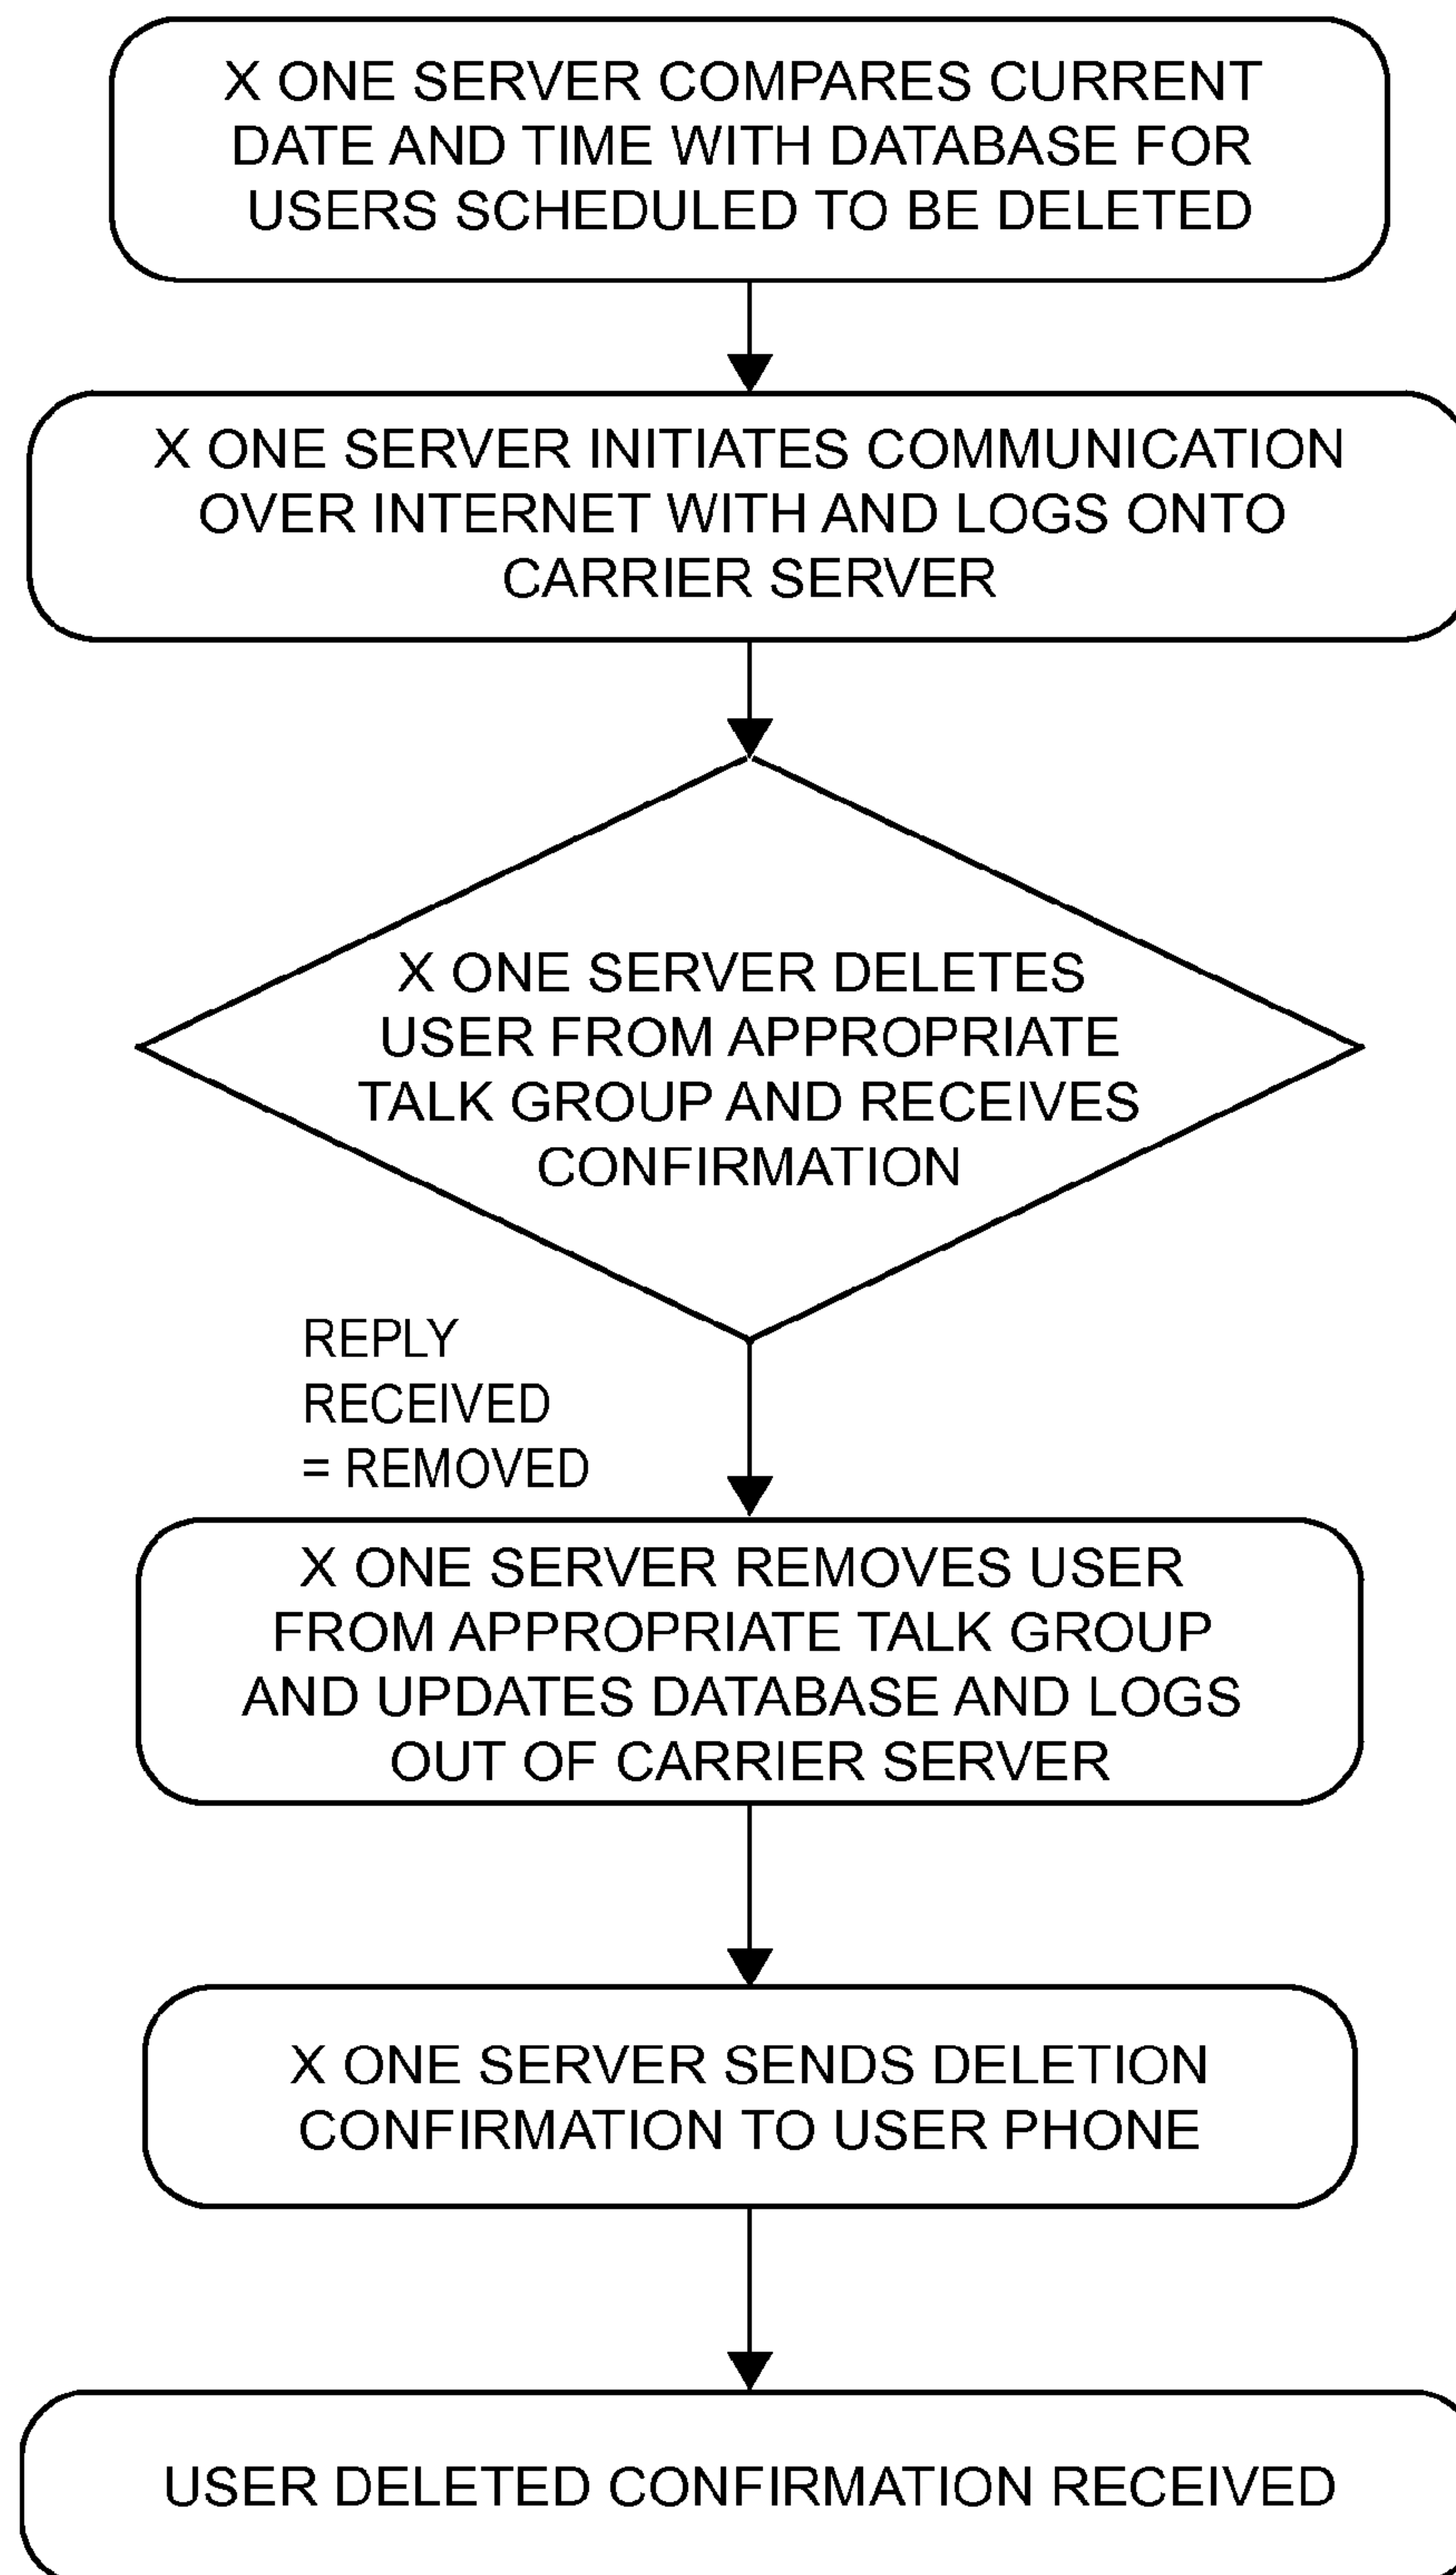 X ONE SERVER COMPARES CURRENT
DATE AND TIME WITH DATABASE FOR
USERS SCHEDULED TO BE DELETED
X ONE SERVER INITIATES COMMUNICATION
OVER INTERNET WITH AND LOGS ONTO
CARRIER SERVER
X ONE SERVER DELETES
USER FROM APPROPRIATE
TALK GROUP AND RECEIVES
CONFIRMATION
REPLY
RECEIVED
= REMOVED
X ONE SERVER REMOVES USER
FROM APPROPRIATE TALK GROUP
AND UPDATES DATABASE AND LOGS
OUT OF CARRIER SERVER
X ONE SERVER SENDS DELETION
CONFIRMATION TO USER PHONE
USER DELETED CONFIRMATION RECEIVED